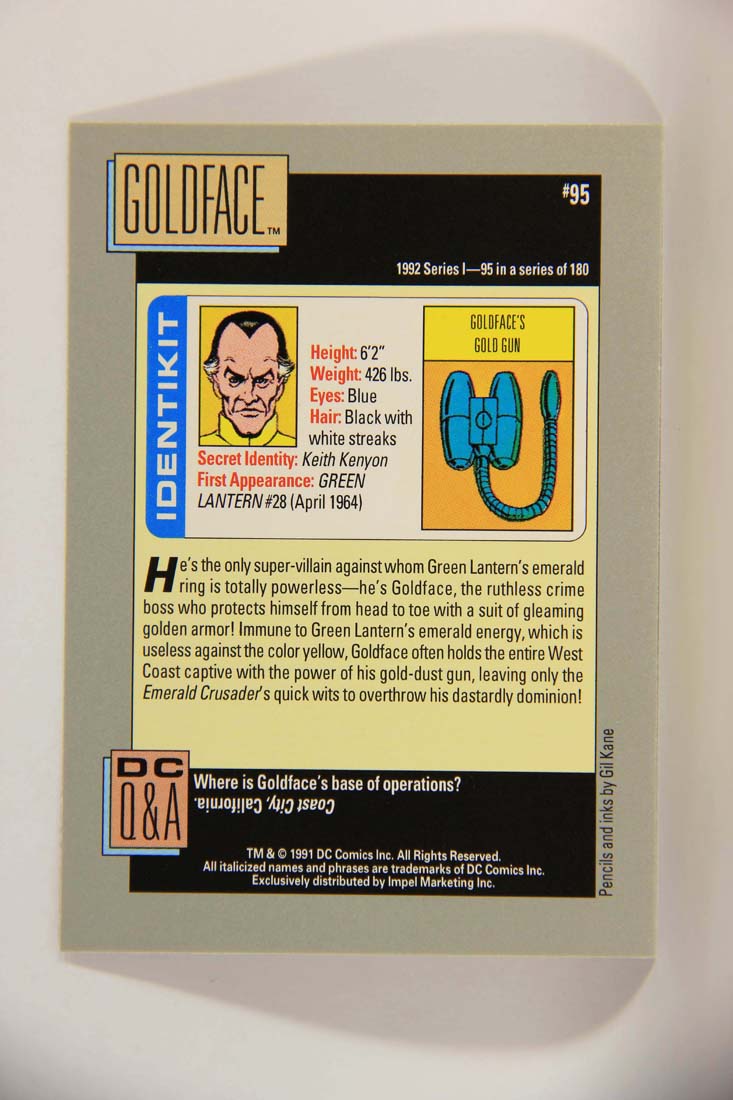 GOLDFACE™
#95
1992 Series I—95 in a series of 180
IDENTIKIT
Height: 6'2"
Weight: 426 lbs.
Eyes: Blue
Hair: Black with
white streaks
Secret Identity: Keith Kenyon
First Appearance: GREEN
LANTERN #28 (April 1964)
GOLDFACE'S
GOLD GUN
He's the only super-villain against whom Green Lantern's emerald
ring is totally powerless—he's Goldface, the ruthless crime
boss who protects himself from head to toe with a suit of gleaming
golden armor! Immune to Green Lantern's emerald energy, which is
useless against the color yellow, Goldface often holds the entire West
Coast captive with the power of his gold-dust gun, leaving only the
Emerald Crusader's quick wits to overthrow his dastardly dominion!
DC
Q&A
Where is Goldface's base of operations?
Coast City, California.
TM & © 1991 DC Comics Inc. All Rights Reserved.
All italicized names and phrases are trademarks of DC Comics Inc.
Exclusively distributed by Impel Marketing Inc.
Pencils and inks by Gil Kane